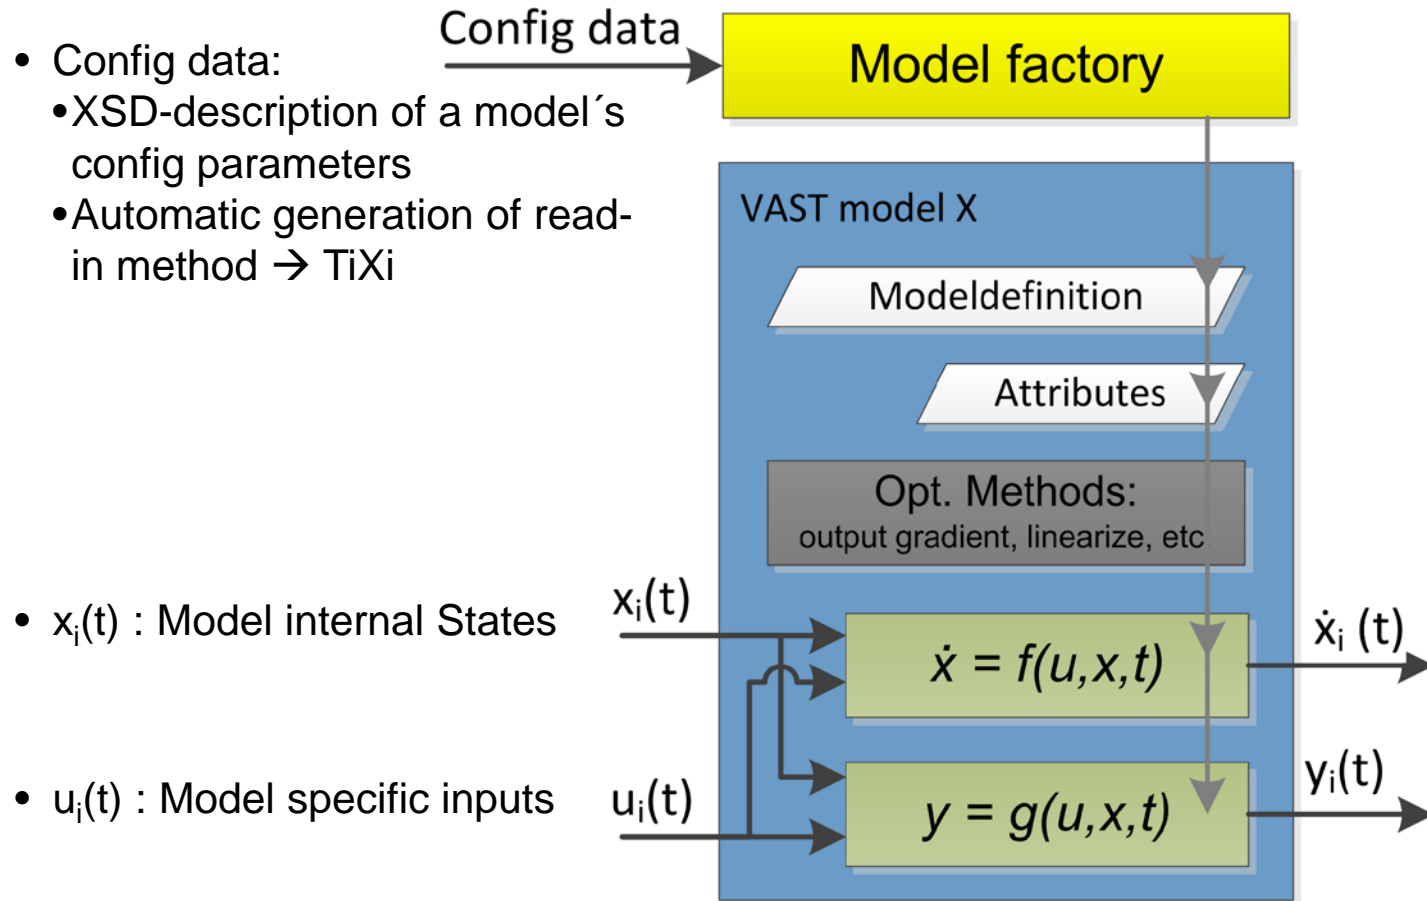 • Config data:
•XSD-description of a model´s
config parameters
•Automatic generation of read-
in method → TiXi
• xᵢ(t) : Model internal States
• uᵢ(t) : Model specific inputs
Config data
Model factory
VAST model X
Modeldefinition
Attributes
Opt. Methods:
output gradient, linearize, etc
xᵢ(t)
ẋ = f(u,x,t)
ẋᵢ (t)
uᵢ(t)
y = g(u,x,t)
yᵢ(t)